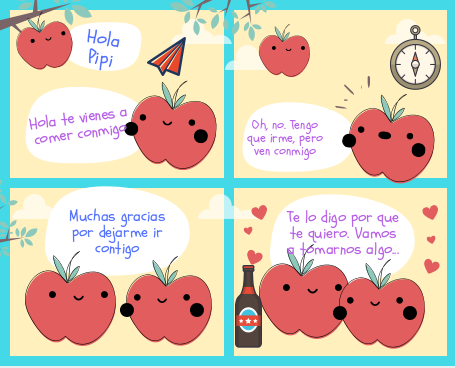 Hola
Pipi
Hola te vienes a
comer conmigo
Oh, no. Tengo
que irme, pero
ven conmigo
Muchas gracias
por dejarme ir
contigo
Te lo digo por que
te quiero. Vamos
a tomarnos algo...